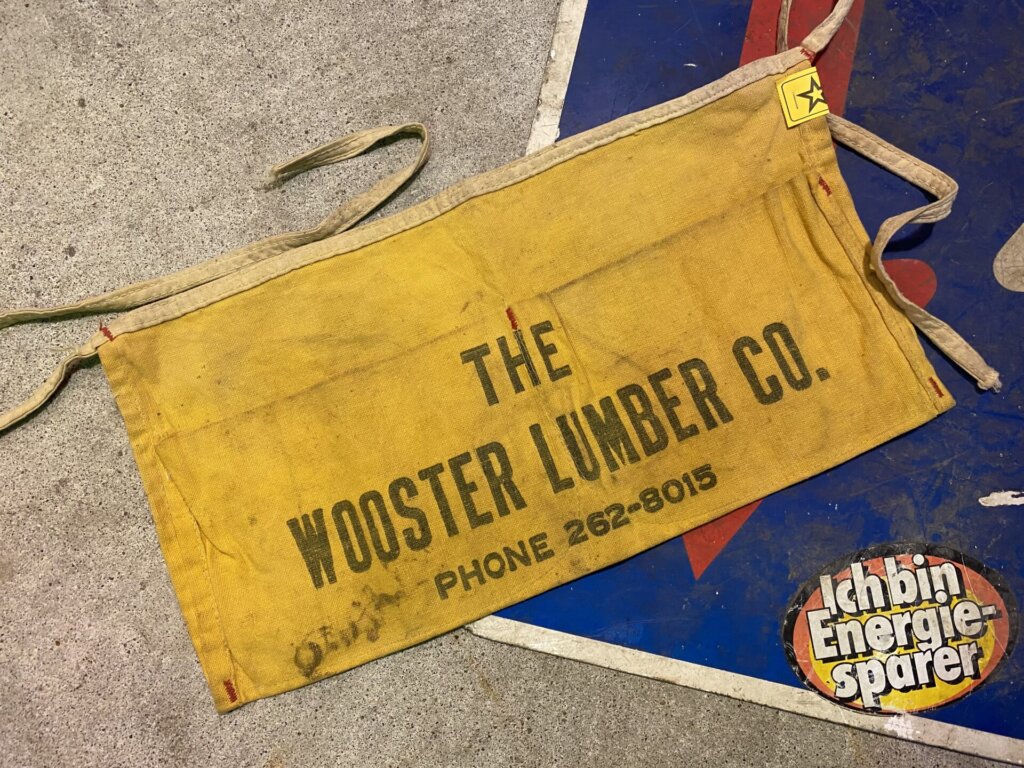 THE
WOOSTER LUMBER CO.
PHONE 262-8015
Ich bin
Energie-
sparer